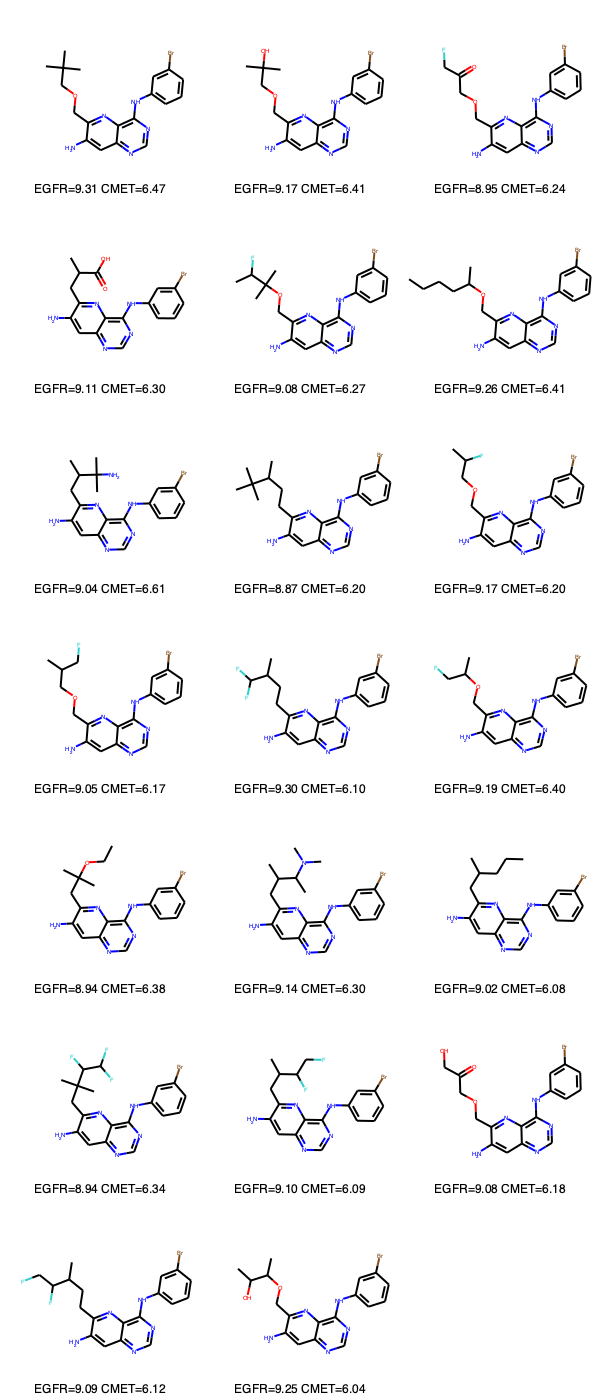 EGFR=9.31 CMET=6.47
EGFR=9.17 CMET=6.41
EGFR=8.95 CMET=6.24
EGFR=9.11 CMET=6.30
EGFR=9.08 CMET=6.27
EGFR=9.26 CMET=6.41
EGFR=9.04 CMET=6.61
EGFR=8.87 CMET=6.20
EGFR=9.17 CMET=6.20
EGFR=9.05 CMET=6.17
EGFR=9.30 CMET=6.10
EGFR=9.19 CMET=6.40
EGFR=8.94 CMET=6.38
EGFR=9.14 CMET=6.30
EGFR=9.02 CMET=6.08
EGFR=8.94 CMET=6.34
EGFR=9.10 CMET=6.09
EGFR=9.08 CMET=6.18
EGFR=9.09 CMET=6.12
EGFR=9.25 CMET=6.04